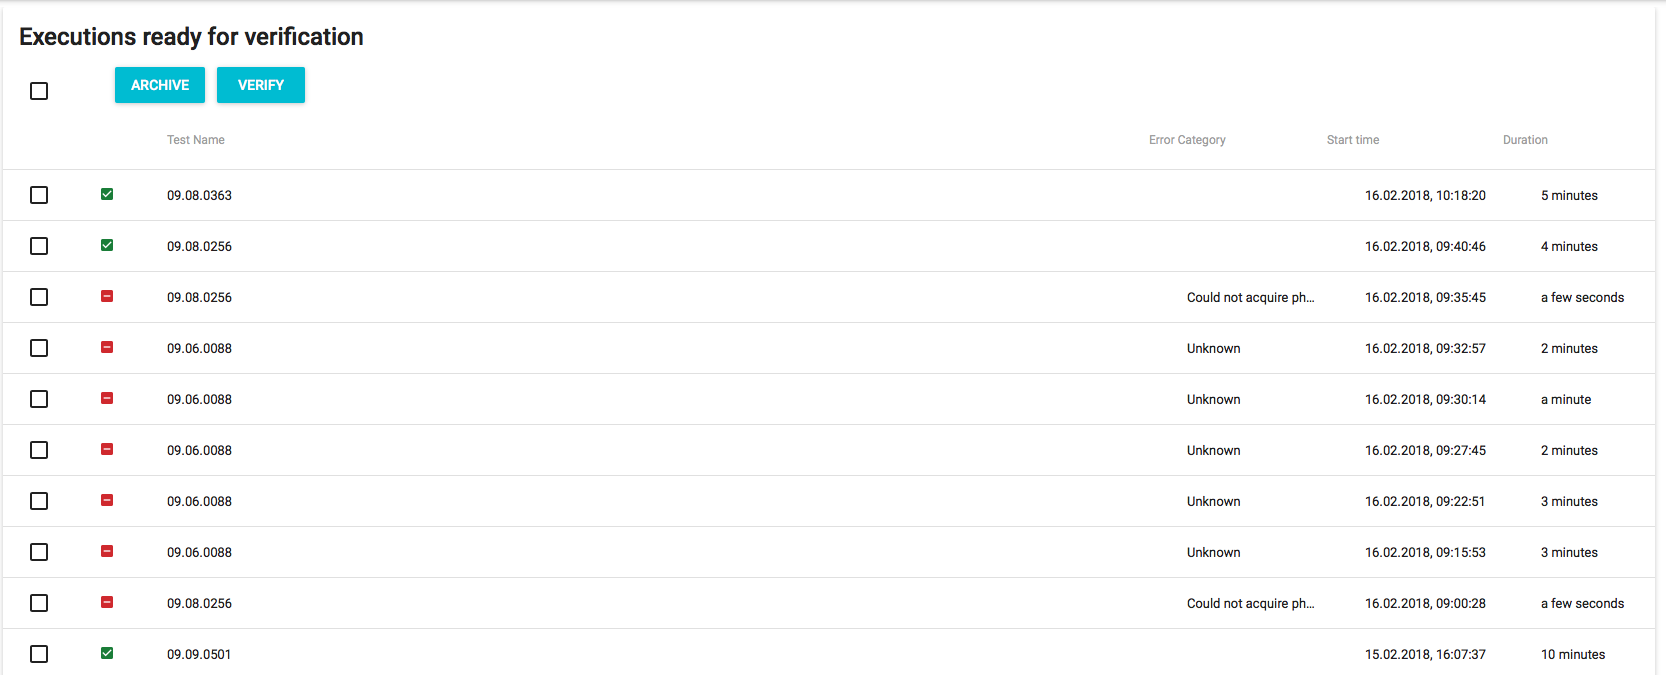 Executions ready for verification
ARCHIVE VERIFY
Test Name Error Category Start time Duration
09.08.0363 16.02.2018, 10:18:20 5 minutes
09.08.0256 16.02.2018, 09:40:46 4 minutes
09.08.0256 Could not acquire ph... 16.02.2018, 09:35:45 a few seconds
09.06.0088 Unknown 16.02.2018, 09:32:57 2 minutes
09.06.0088 Unknown 16.02.2018, 09:30:14 a minute
09.06.0088 Unknown 16.02.2018, 09:27:45 2 minutes
09.06.0088 Unknown 16.02.2018, 09:22:51 3 minutes
09.06.0088 Unknown 16.02.2018, 09:15:53 3 minutes
09.08.0256 Could not acquire ph... 16.02.2018, 09:00:28 a few seconds
09.09.0501 15.02.2018, 16:07:37 10 minutes